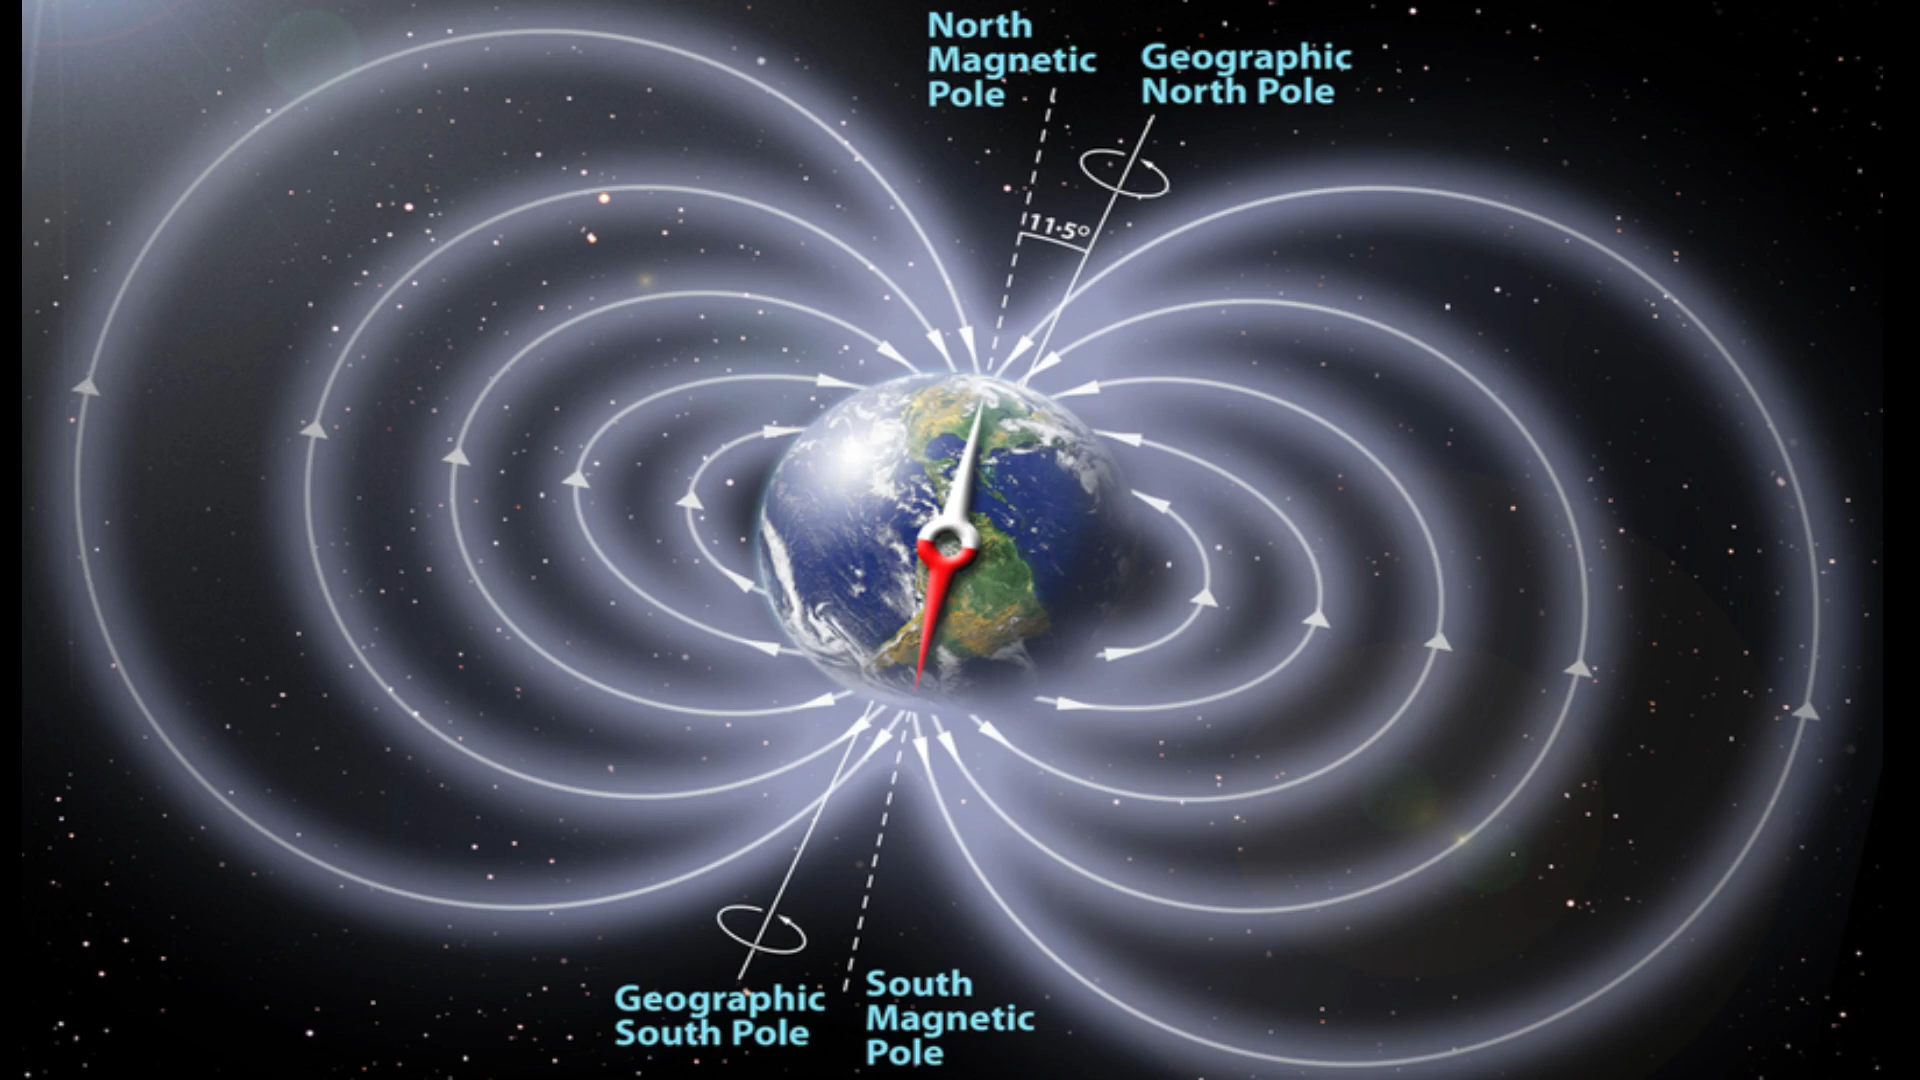 North
Magnetic
Pole
Geographic
North Pole
11·5°
Geographic
South Pole
South
Magnetic
Pole